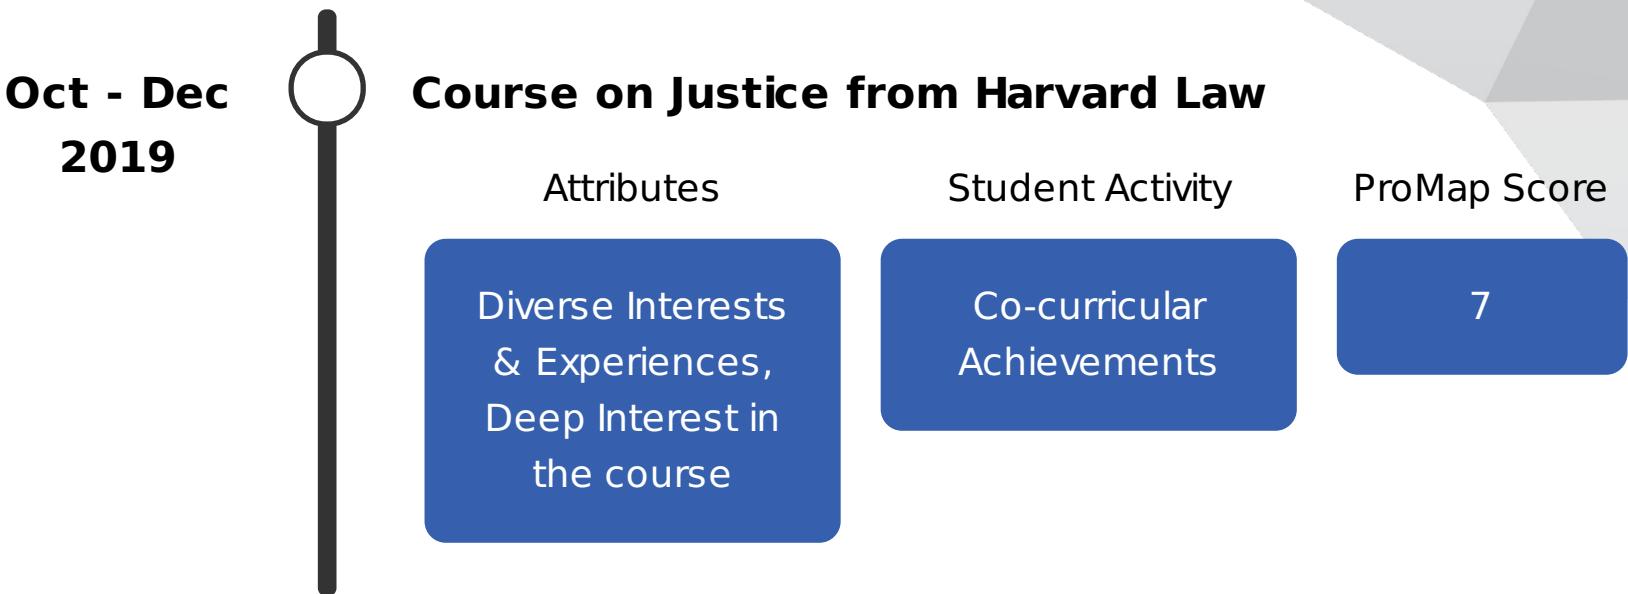 Oct - Dec
2019
Course on Justice from Harvard Law
Attributes
Student Activity
ProMap Score
Diverse Interests
& Experiences,
Deep Interest in
the course
Co-curricular
Achievements
7